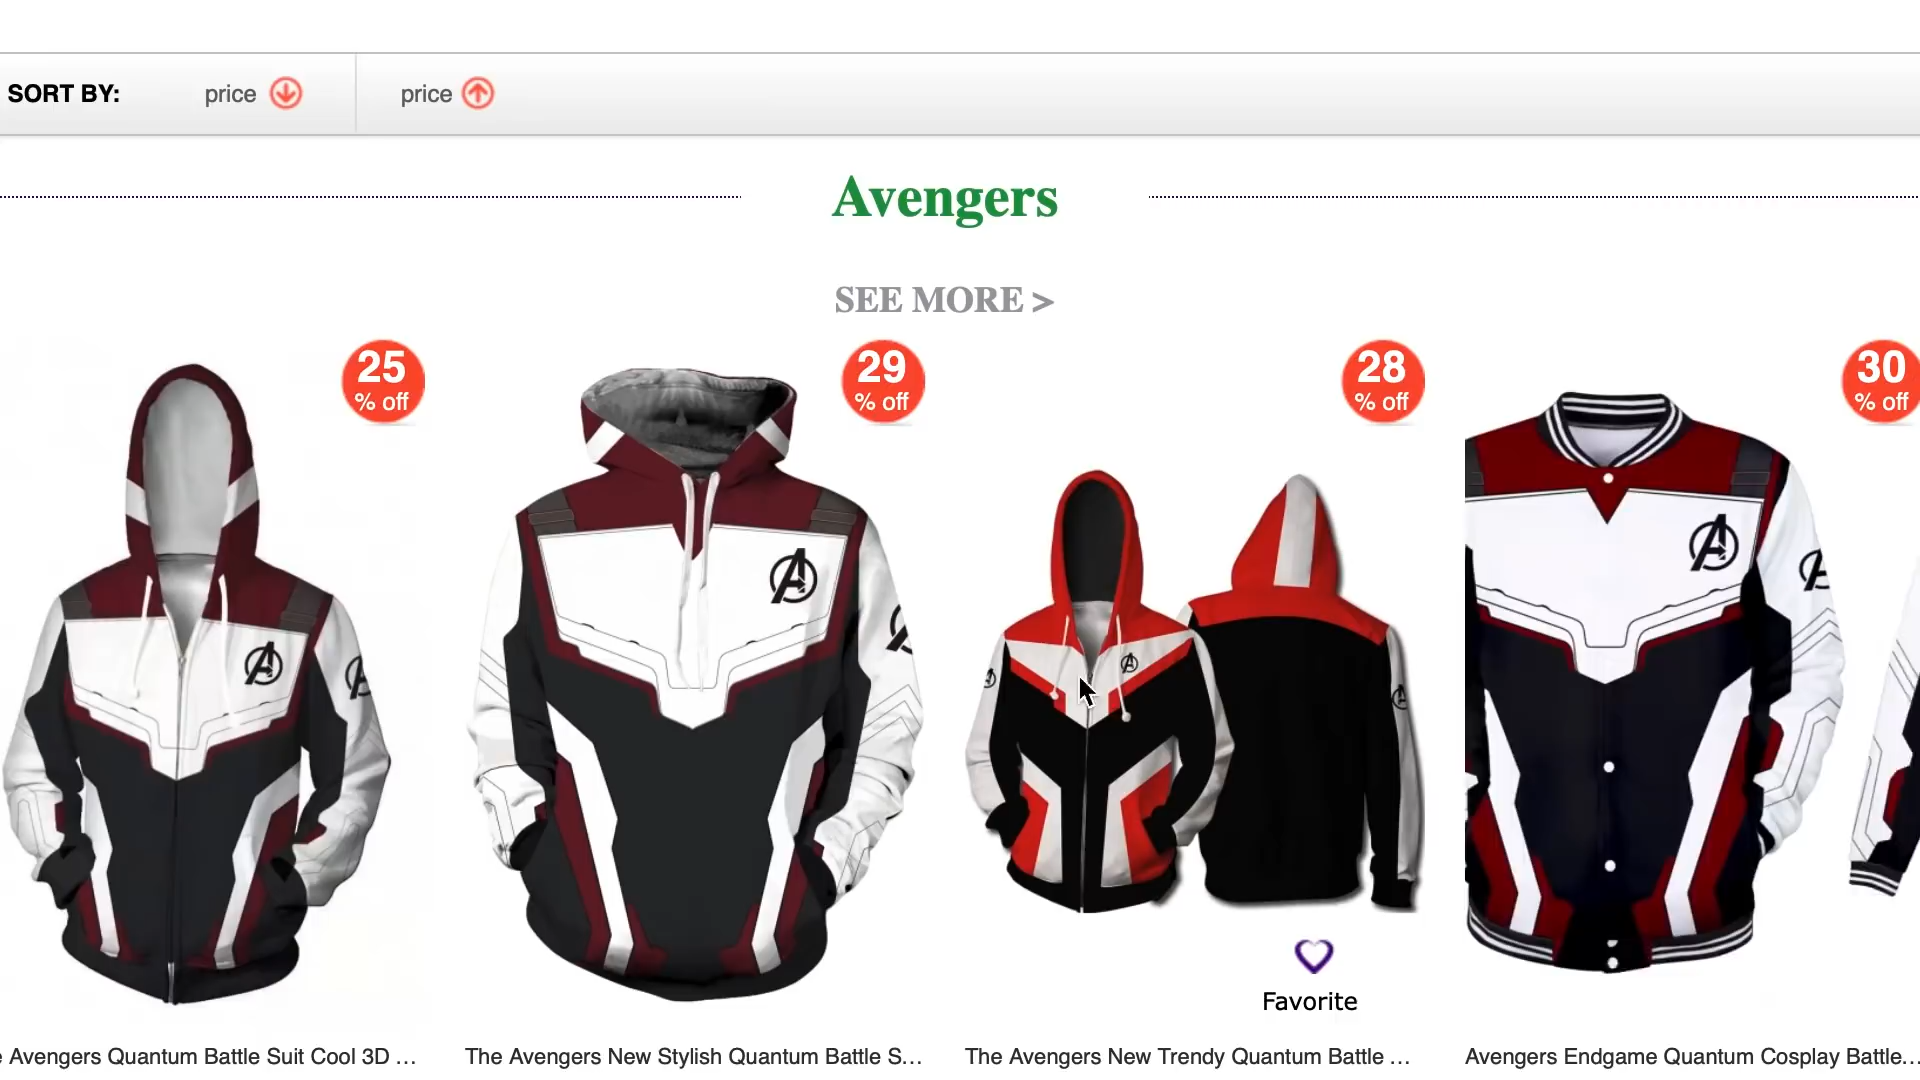 SORT BY: price price
Avengers
SEE MORE >
25 % off
29 % off
28 % off
30 % off
Favorite
Avengers Quantum Battle Suit Cool 3D ...
The Avengers New Stylish Quantum Battle S...
The Avengers New Trendy Quantum Battle ...
Avengers Endgame Quantum Cosplay Battle...